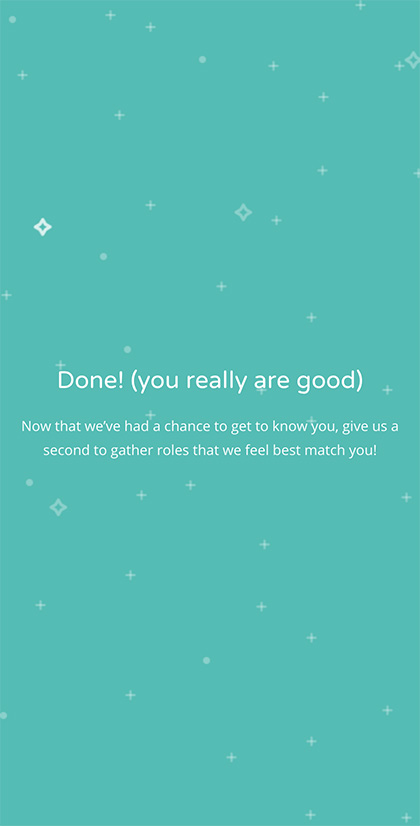 Done! (you really are good)
Now that we’ve had a chance to get to know you, give us a
second to gather roles that we feel best match you!